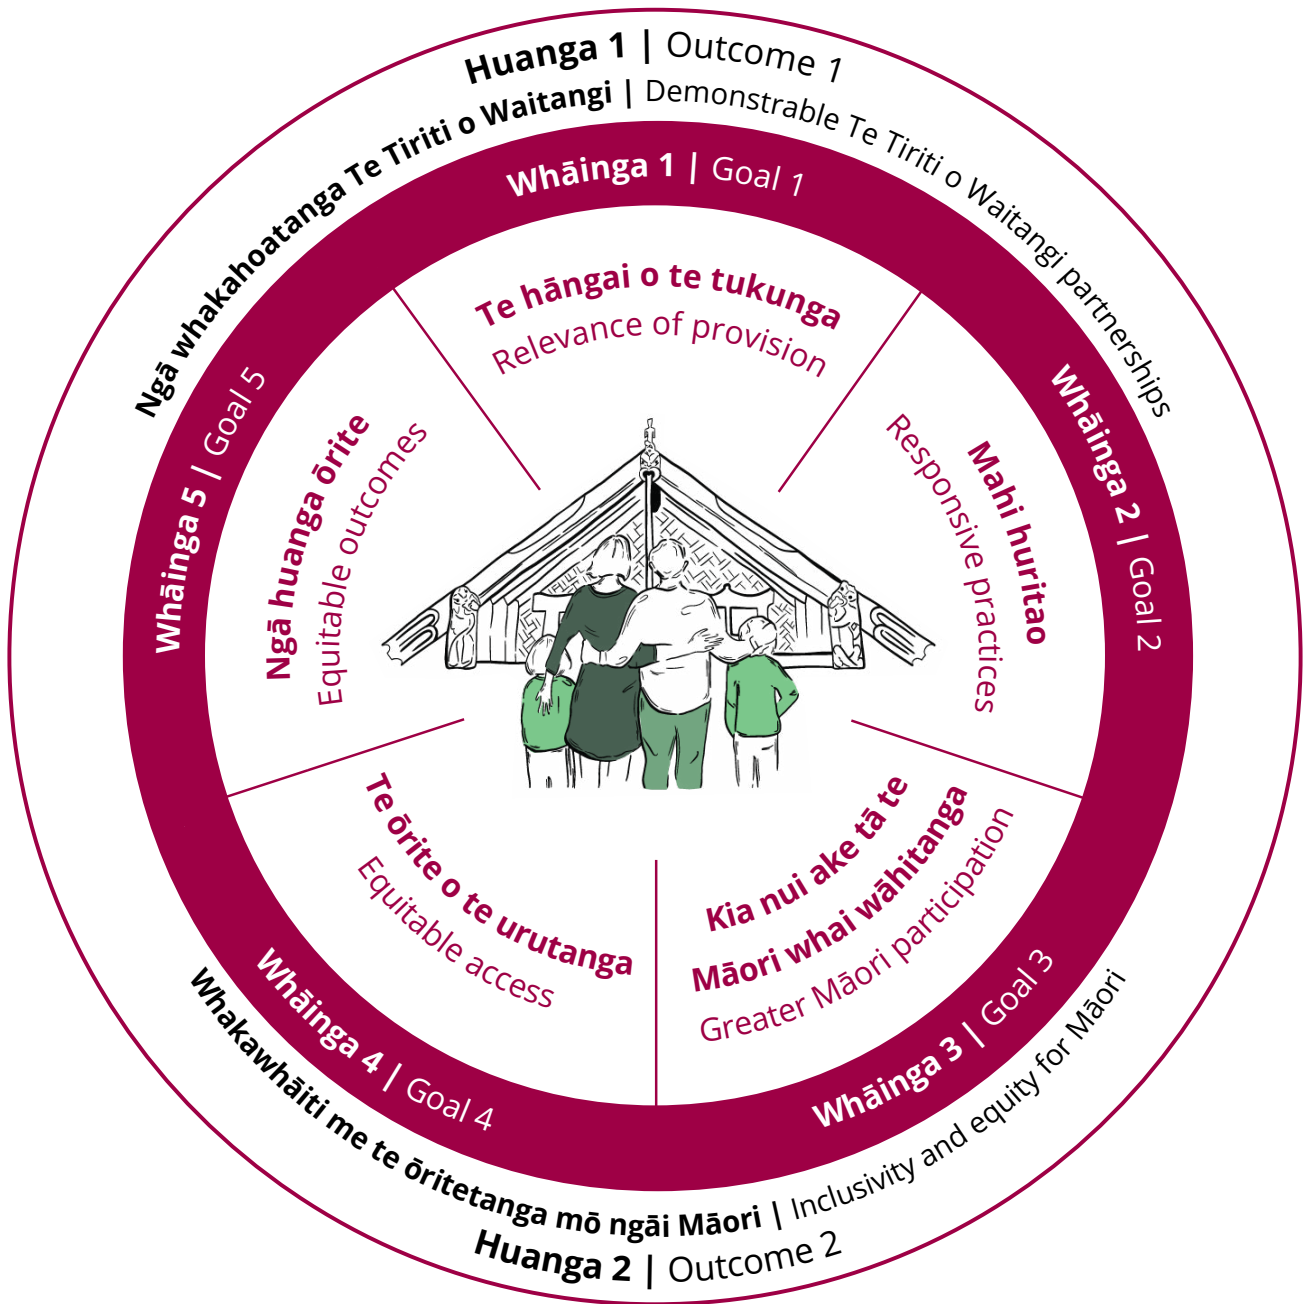 Huanga 1 | Outcome 1
Ngā whakahoatanga Te Tiriti o Waitangi | Demonstrable Te Tiriti o Waitangi partnerships
Whāinga 1 | Goal 1
Te hāngai o te tukunga
Relevance of provision
Whāinga 2 | Goal 2
Mahi huritao
Responsive practices
Whāinga 3 | Goal 3
Kia nui ake tā te
Māori whai wāhitanga
Greater Māori participation
Whāinga 4 | Goal 4
Te ōrite o te urutanga
Equitable access
Whāinga 5 | Goal 5
Ngā huanga ōrite
Equitable outcomes
Whakawhāiti me te ōritetanga mō ngāi Māori | Inclusivity and equity for Māori
Huanga 2 | Outcome 2